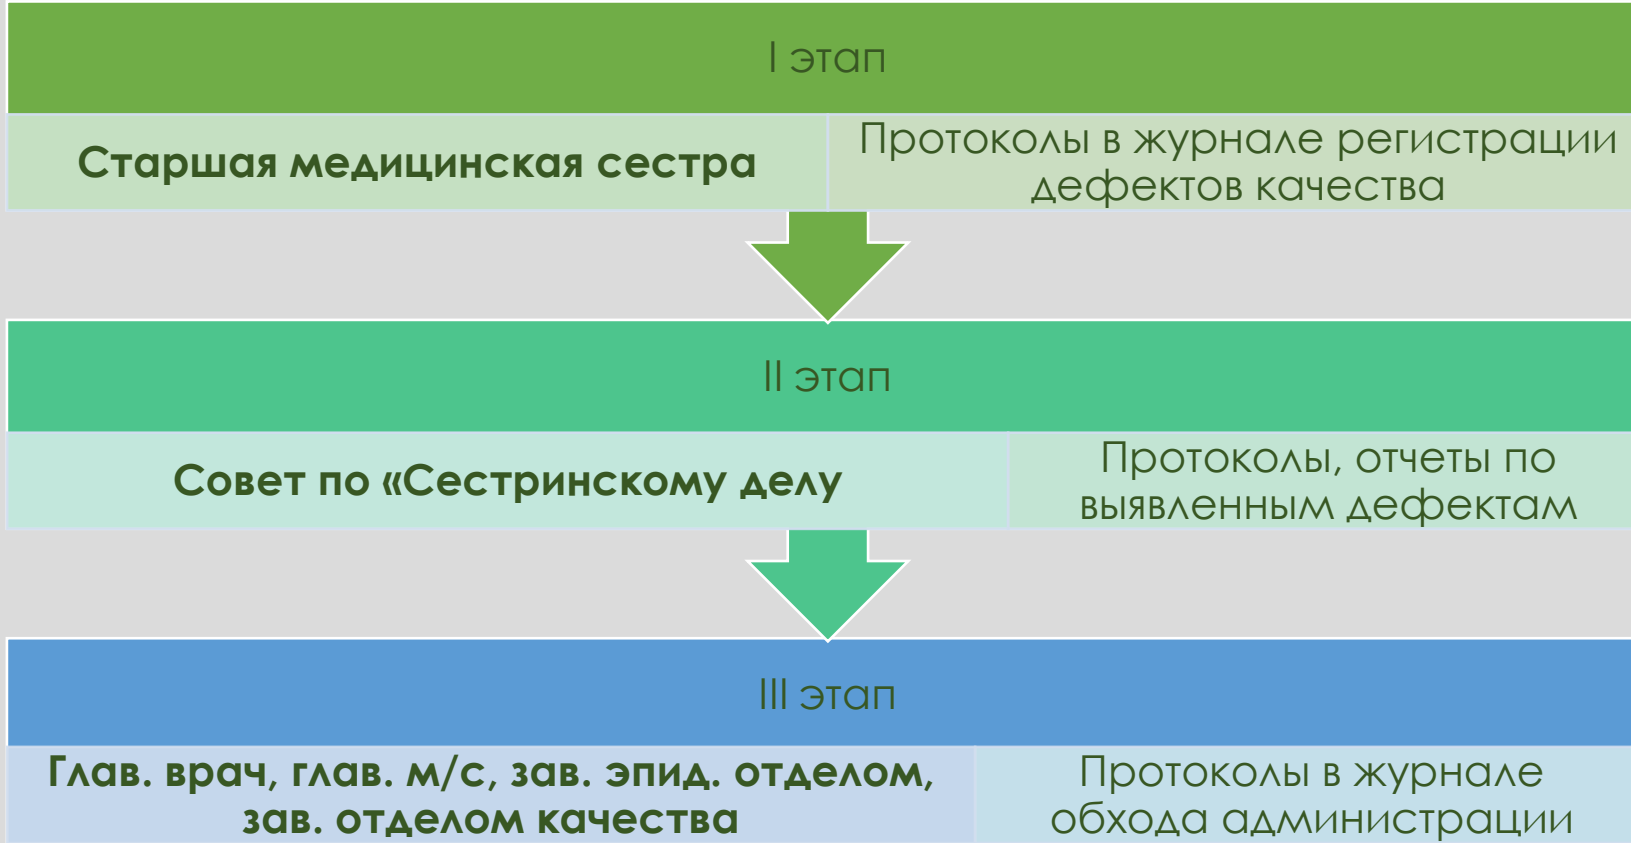 I этап
Старшая медицинская сестра
Протоколы в журнале регистрации
дефектов качества
II этап
Совет по «Сестринскому делу
Протоколы, отчеты по
выявленным дефектам
III этап
Глав. врач, глав. м/с, зав. эпид. отделом,
зав. отделом качества
Протоколы в журнале
обхода администрации